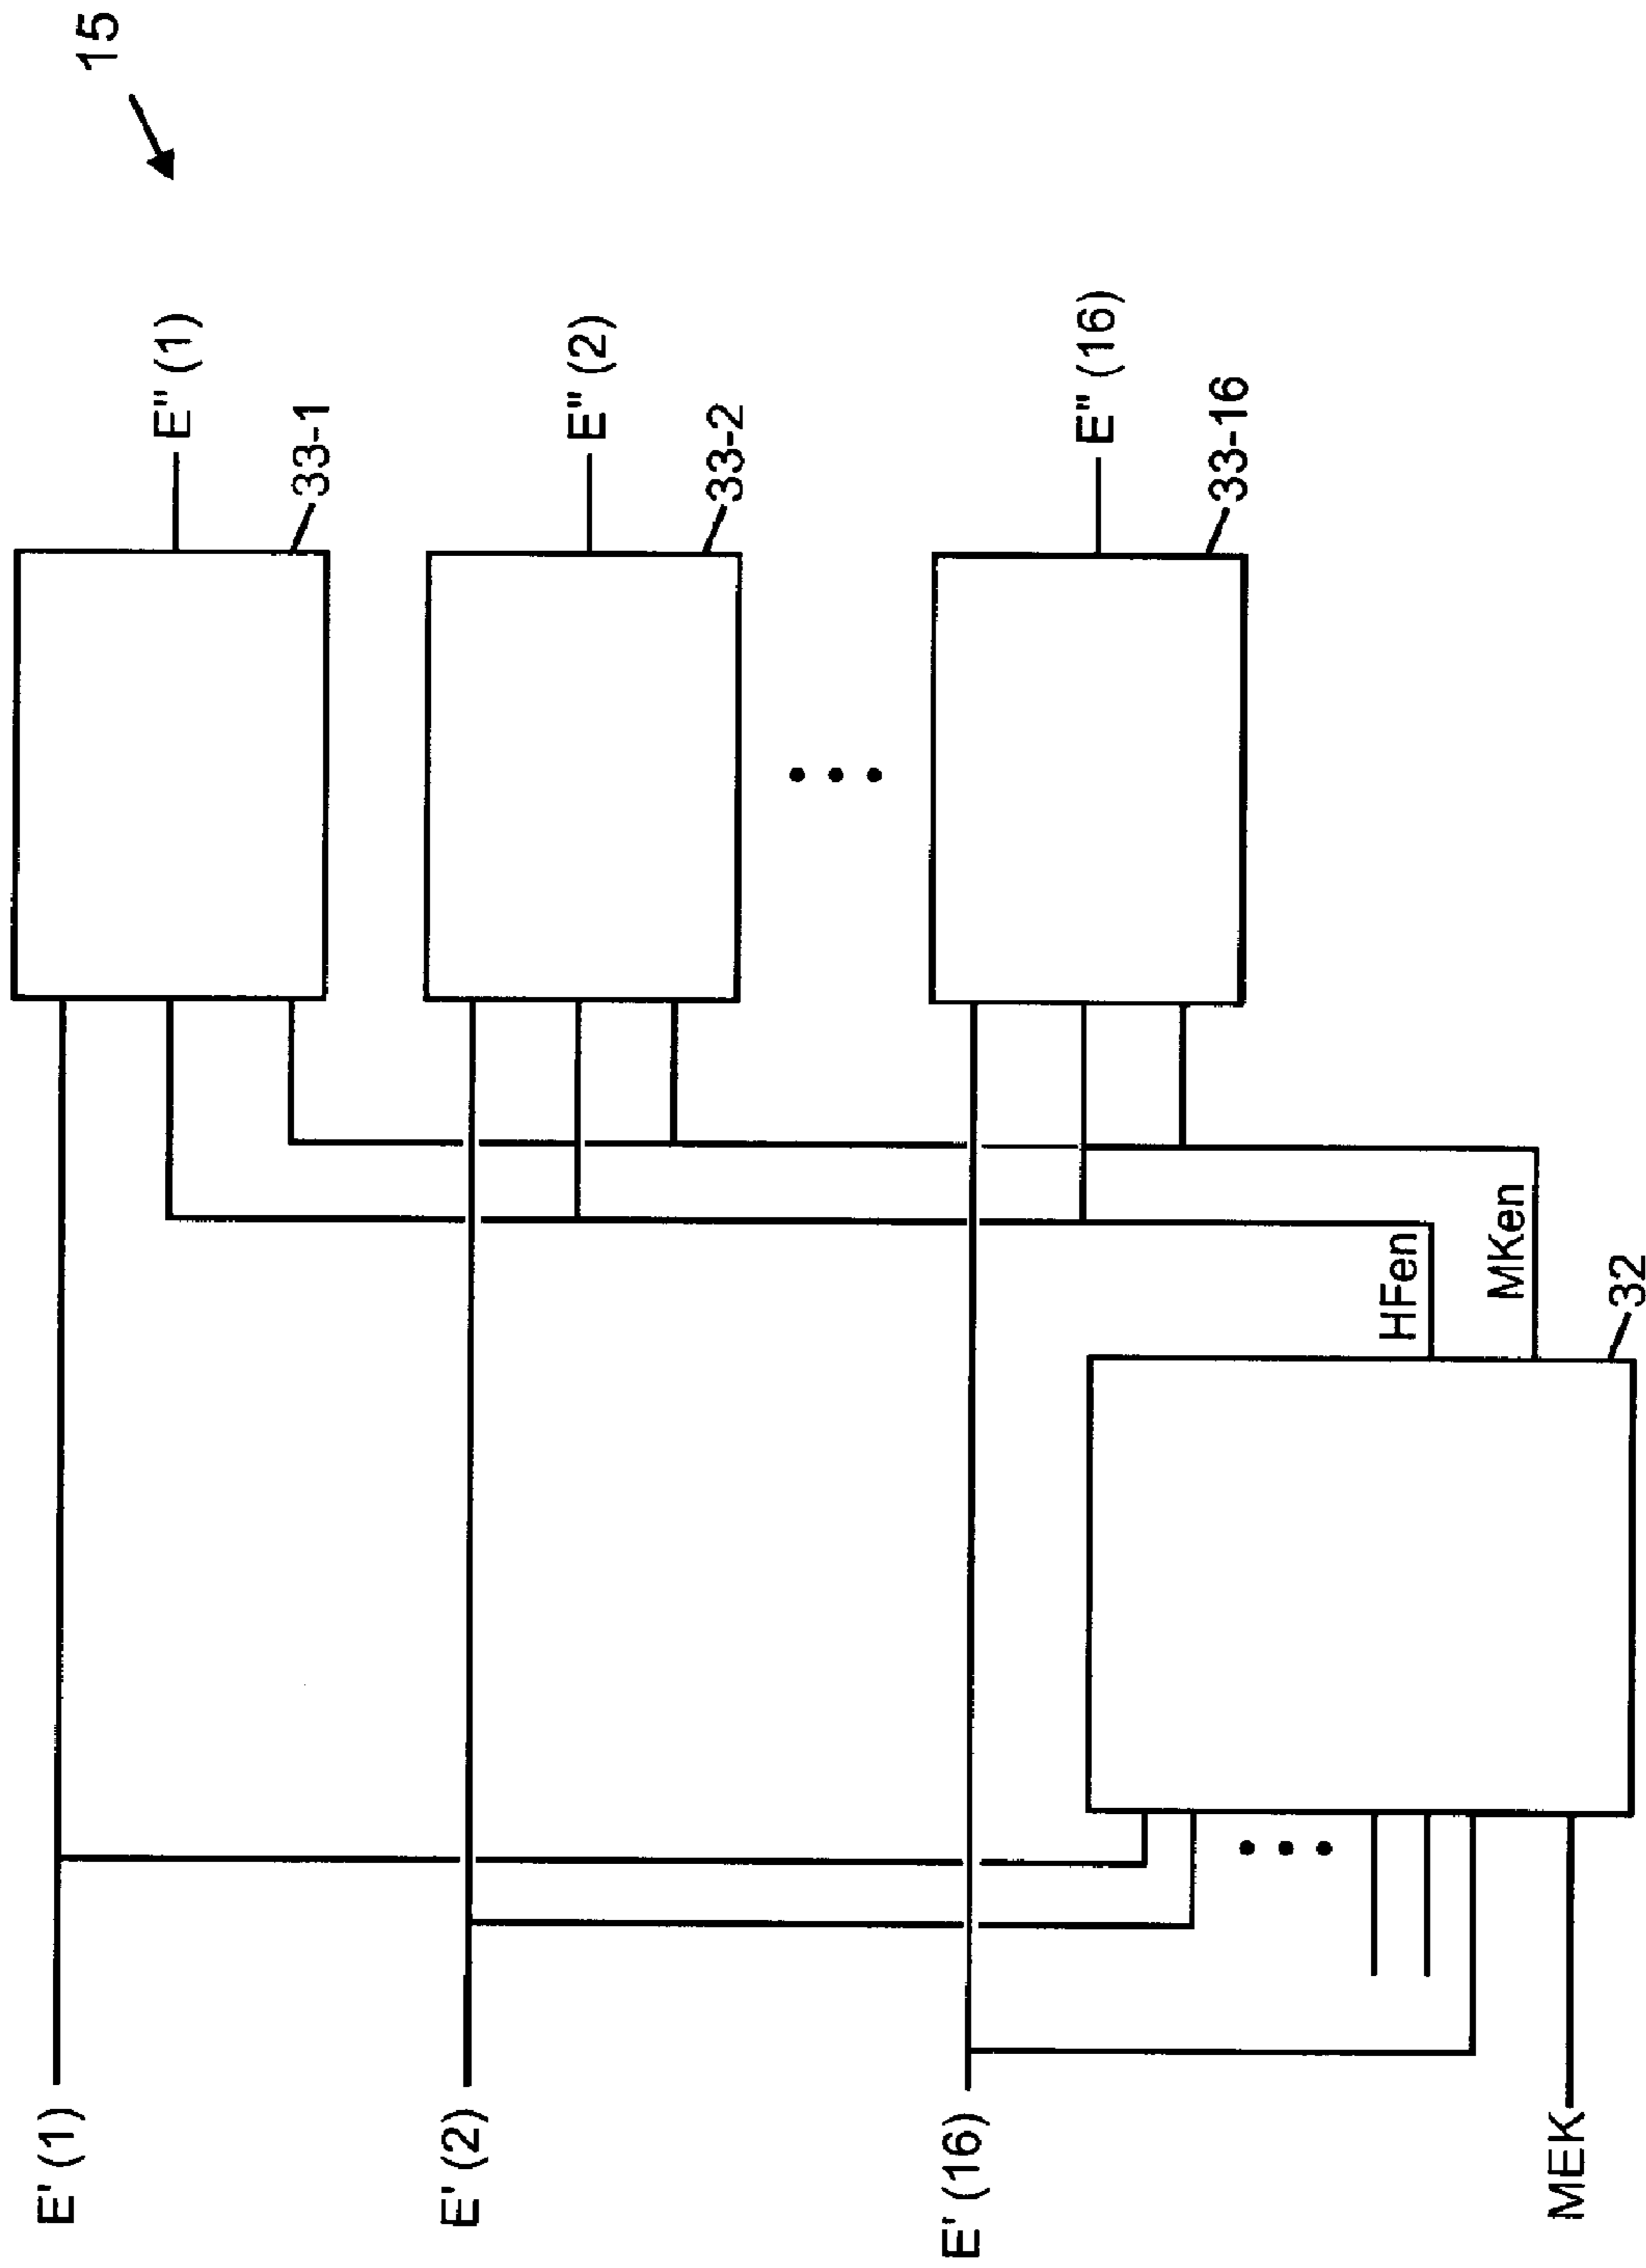 15
E' (1)
E'' (1)
33-1
E' (2)
E'' (2)
33-2
E' (16)
E'' (16)
33-16
HFen
MKen
MEK
32